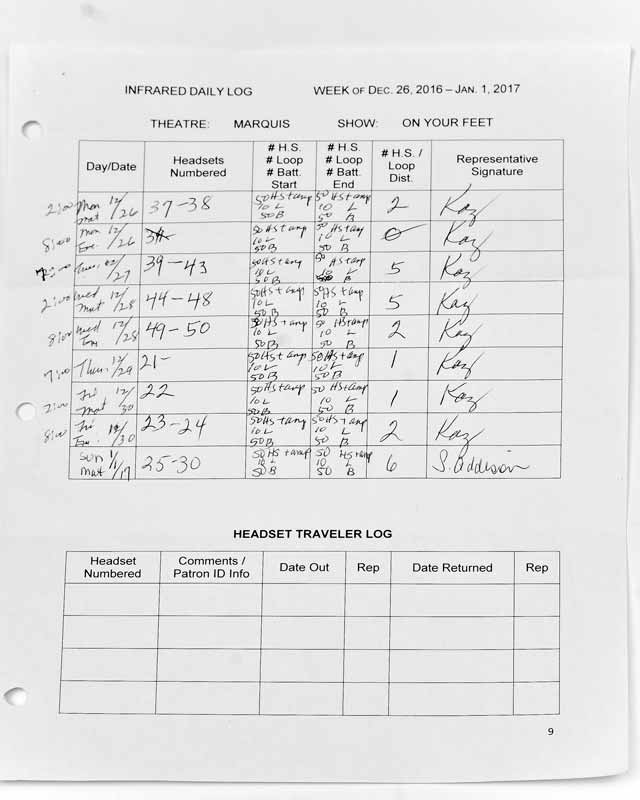 INFRARED DAILY LOG WEEK OF DEC. 26, 2016 – JAN. 1, 2017
THEATRE: MARQUIS SHOW: ON YOUR FEET
Day/Date Headsets Numbered # H.S. # Loop # Batt. Start # H.S. # Loop # Batt. End # H.S. / Loop Dist. Representative Signature
2:00 Mon mat 12/26 37-38 50 HS + amp 10 L 50 B 50 HS + amp 10 L 50 B 2 Kaz
8:00 Mon Eve. 12/26 50 HS + amp 10 L 50 B 50 HS + amp 10 L 50 B 0 Kaz
7:00 /27 39-43 50 HS + amp 10 L 50 B 50 HS + amp 10 L 50 B 5 Kaz
2:00 Wed mat 12/28 44-48 50 HS + amp 10 L 50 B 50 HS + amp 10 L 50 B 5 Kaz
8:00 Wed 12/28 49-50 50 HS + amp 10 L 50 B 50 HS + amp 10 L 50 B 2 Kaz
7:00 Thu. 12/29 21- 50 HS + amp 10 L 50 B 50 HS + amp 10 L 50 B 1 Kaz
2:00 Fri mat 12/30 22 50 HS + amp 10 L 50 B 50 HS + amp 10 L 50 B 1 Kaz
8:00 Fri Eve. 12/30 23-24 50 HS + amp 10 L 50 B 50 HS + amp 10 L 50 B 2 Kaz
Sun mat 1/1/17 25-30 50 HS + amp 10 L 50 B 50 HS + amp 10 L 50 B 6 S. Addison
HEADSET TRAVELER LOG
Headset Numbered Comments / Patron ID Info Date Out Rep Date Returned Rep
9